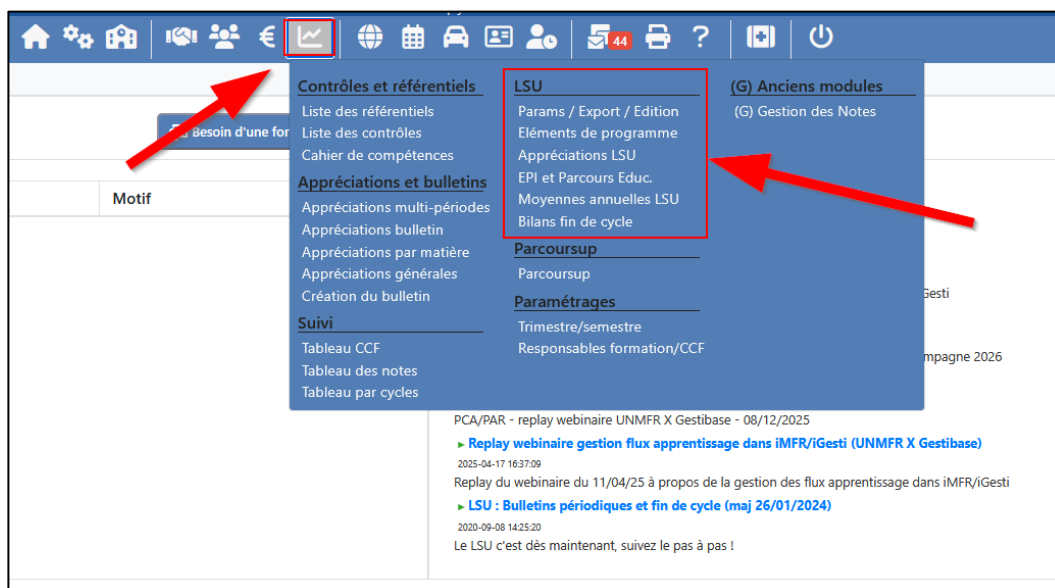 €
44
?
Besoin d'une for
Motif
Contrôles et référentiels
Liste des référentiels
Liste des contrôles
Cahier de compétences
Appréciations et bulletins
Appréciations multi-périodes
Appréciations bulletin
Appréciations par matière
Appréciations générales
Création du bulletin
Suivi
Tableau CCF
Tableau des notes
Tableau par cycles
LSU
Params / Export / Edition
Eléments de programme
Appréciations LSU
EPI et Parcours Educ.
Moyennes annuelles LSU
Bilans fin de cycle
Parcoursup
Parcoursup
Paramétrages
Trimestre/semestre
Responsables formation/CCF
(G) Anciens modules
(G) Gestion des Notes
Gesti
mpagne 2026
PCA/PAR - replay webinaire UNMFR X Gestibase - 08/12/2025
Replay webinaire gestion flux apprentissage dans iMFR/iGesti (UNMFR X Gestibase)
2025-04-17 16:37:09
Replay du webinaire du 11/04/25 à propos de la gestion des flux apprentissage dans iMFR/iGesti
LSU : Bulletins périodiques et fin de cycle (maj 26/01/2024)
2020-09-08 14:25:20
Le LSU c'est dès maintenant, suivez le pas à pas !